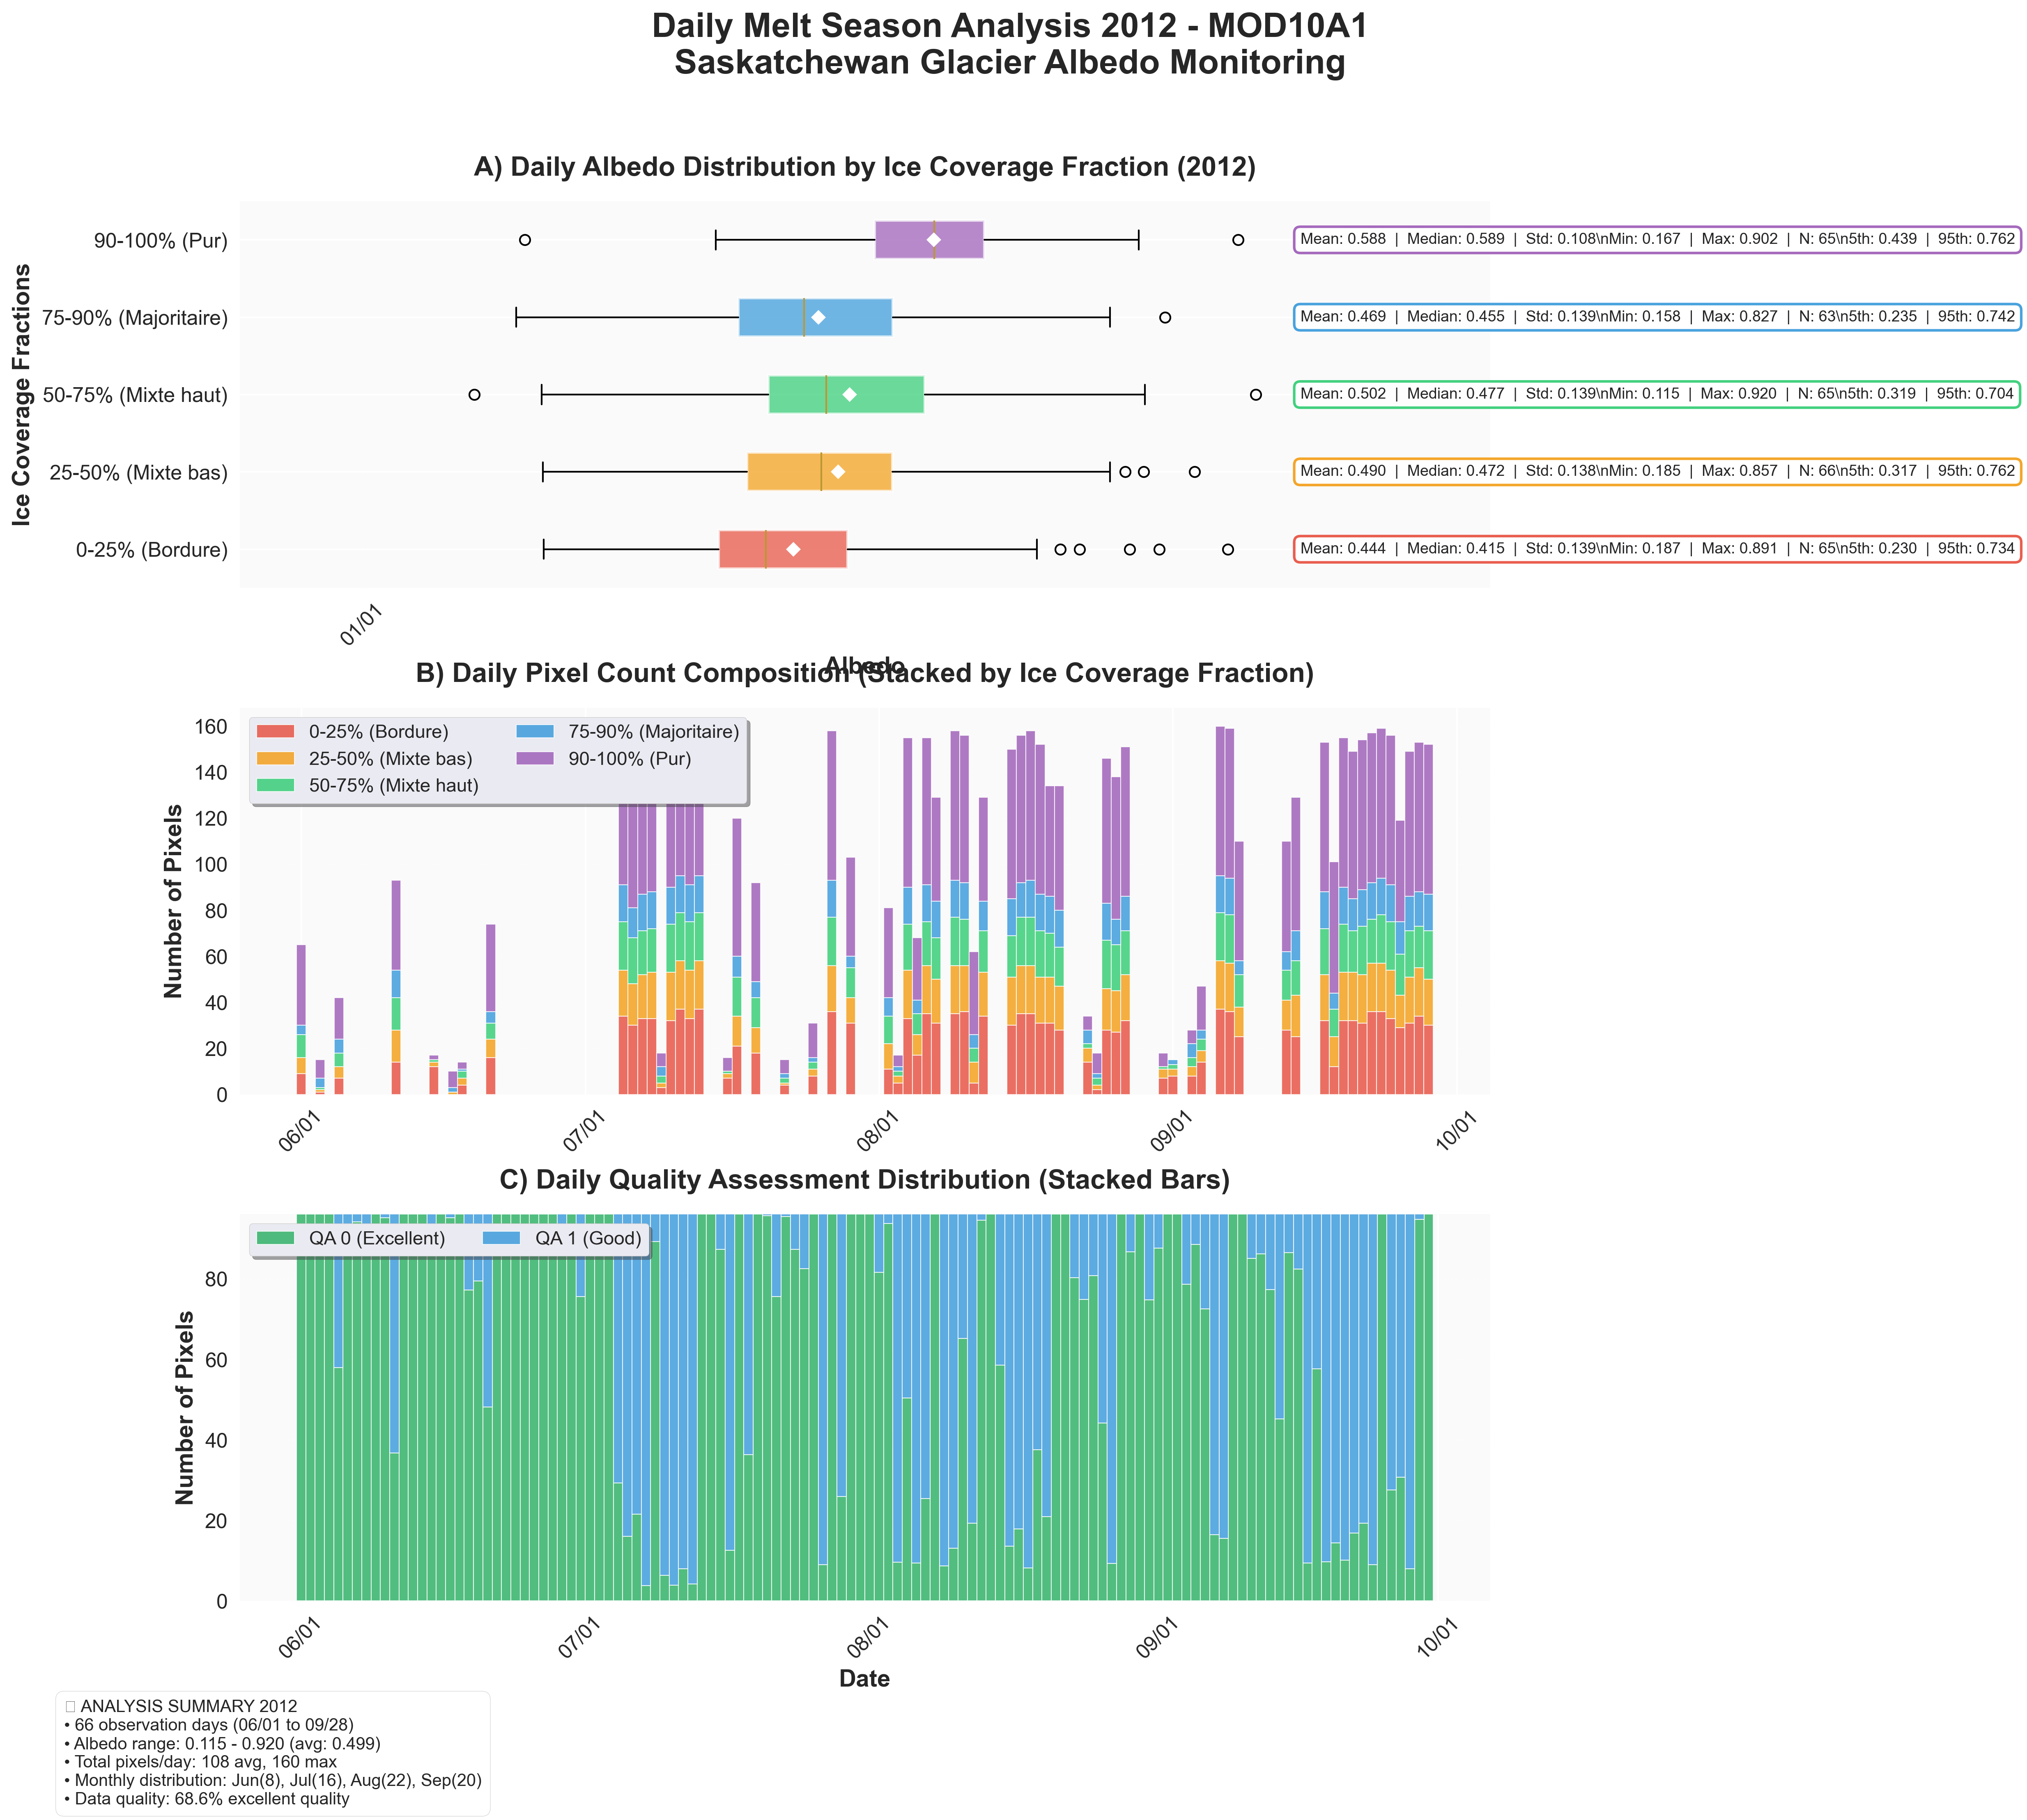 Daily Melt Season Analysis 2012 - MOD10A1
Saskatchewan Glacier Albedo Monitoring
A) Daily Albedo Distribution by Ice Coverage Fraction (2012)
Ice Coverage Fractions
90-100% (Pur)
Mean: 0.588 | Median: 0.589 | Std: 0.108\nMin: 0.167 | Max: 0.902 | N: 65\n5th: 0.439 | 95th: 0.762
75-90% (Majoritaire)
Mean: 0.469 | Median: 0.455 | Std: 0.139\nMin: 0.158 | Max: 0.827 | N: 63\n5th: 0.235 | 95th: 0.742
50-75% (Mixte haut)
Mean: 0.502 | Median: 0.477 | Std: 0.139\nMin: 0.115 | Max: 0.920 | N: 65\n5th: 0.319 | 95th: 0.704
25-50% (Mixte bas)
Mean: 0.490 | Median: 0.472 | Std: 0.138\nMin: 0.185 | Max: 0.857 | N: 66\n5th: 0.317 | 95th: 0.762
0-25% (Bordure)
Mean: 0.444 | Median: 0.415 | Std: 0.139\nMin: 0.187 | Max: 0.891 | N: 65\n5th: 0.230 | 95th: 0.734
01/01
Albedo
B) Daily Pixel Count Composition (Stacked by Ice Coverage Fraction)
Number of Pixels
0-25% (Bordure)
25-50% (Mixte bas)
50-75% (Mixte haut)
75-90% (Majoritaire)
90-100% (Pur)
160
140
120
100
80
60
40
20
0
06/01
07/01
08/01
09/01
10/01
C) Daily Quality Assessment Distribution (Stacked Bars)
Number of Pixels
QA 0 (Excellent)
QA 1 (Good)
80
60
40
20
0
06/01
07/01
08/01
09/01
10/01
Date
ANALYSIS SUMMARY 2012
• 66 observation days (06/01 to 09/28)
• Albedo range: 0.115 - 0.920 (avg: 0.499)
• Total pixels/day: 108 avg, 160 max
• Monthly distribution: Jun(8), Jul(16), Aug(22), Sep(20)
• Data quality: 68.6% excellent quality